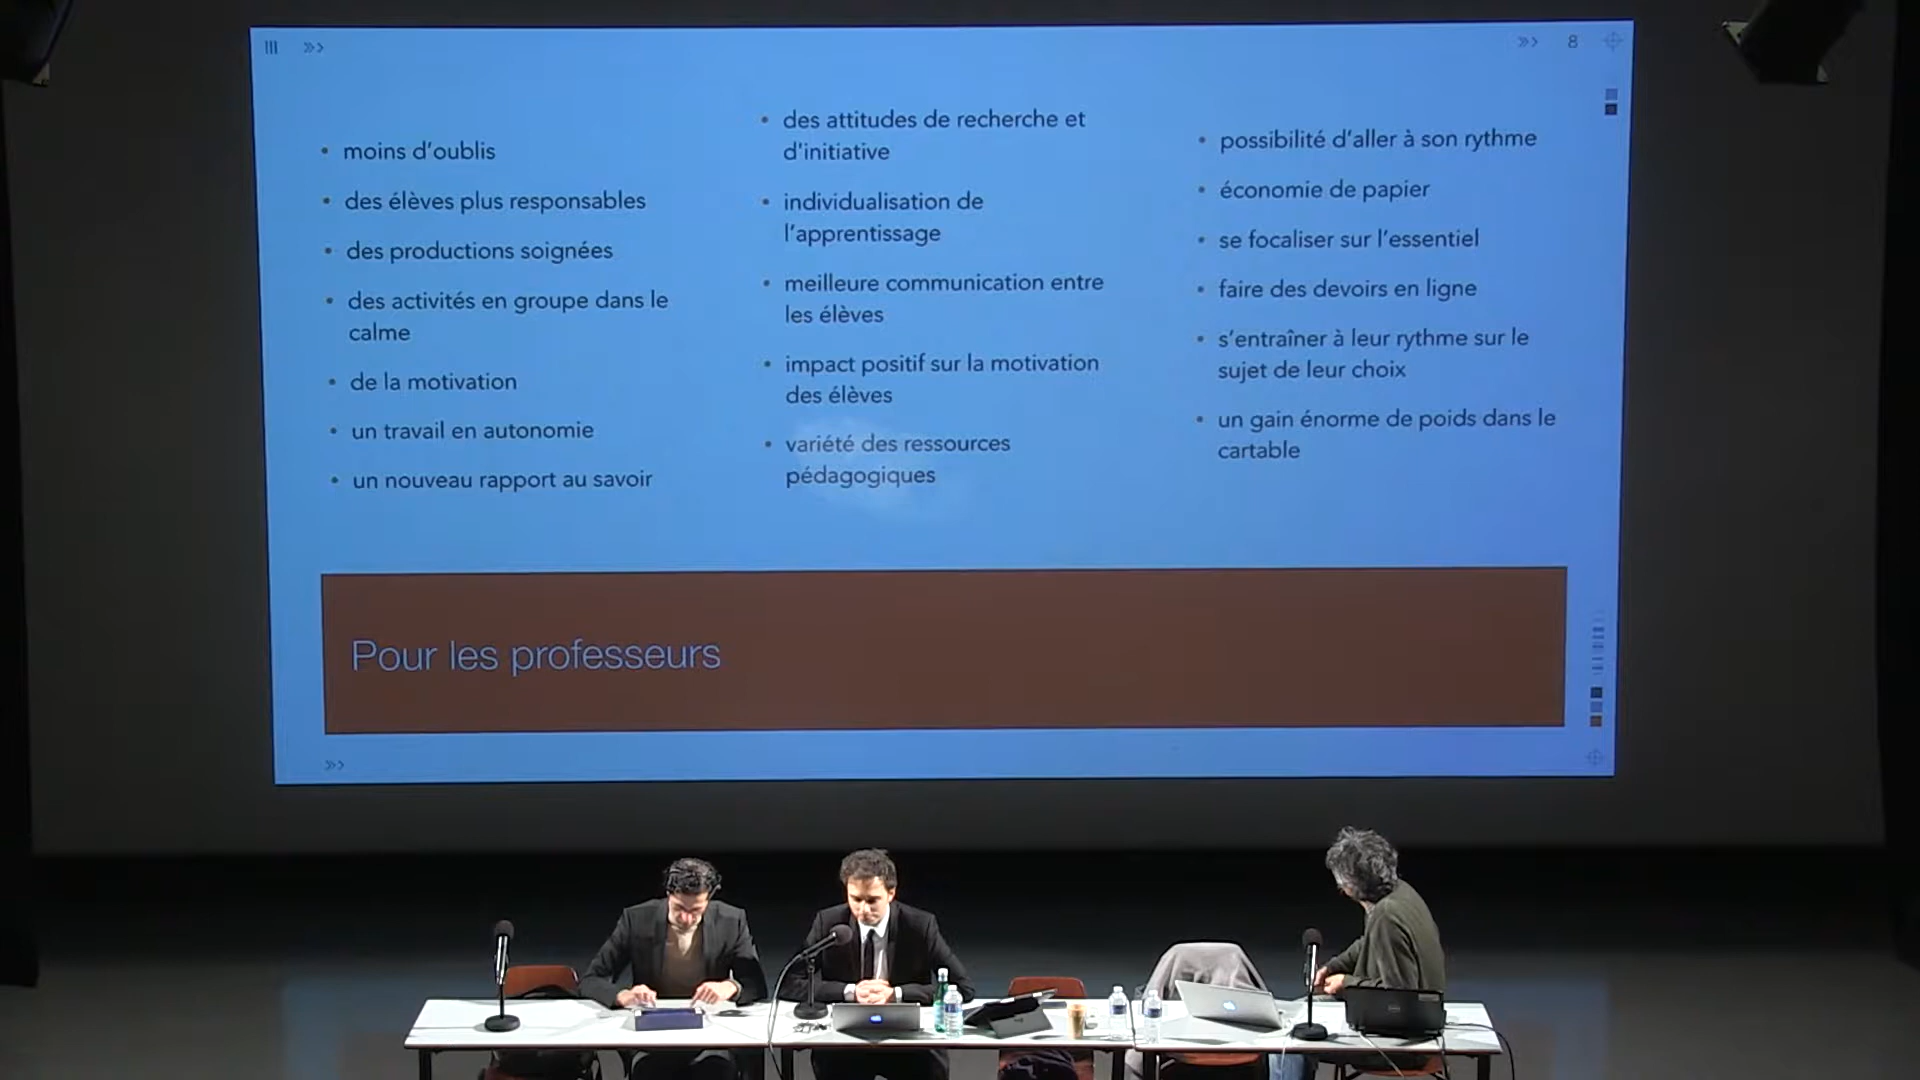 8
• moins d'oublis
• des élèves plus responsables
• des productions soignées
• des activités en groupe dans le
calme
• de la motivation
• un travail en autonomie
• un nouveau rapport au savoir
• des attitudes de recherche et
d'initiative
• individualisation de
l'apprentissage
• meilleure communication entre
les élèves
• impact positif sur la motivation
des élèves
• variété des ressources
pédagogiques
• possibilité d'aller à son rythme
• économie de papier
• se focaliser sur l'essentiel
• faire des devoirs en ligne
• s'entraîner à leur rythme sur le
sujet de leur choix
• un gain énorme de poids dans le
cartable
Pour les professeurs